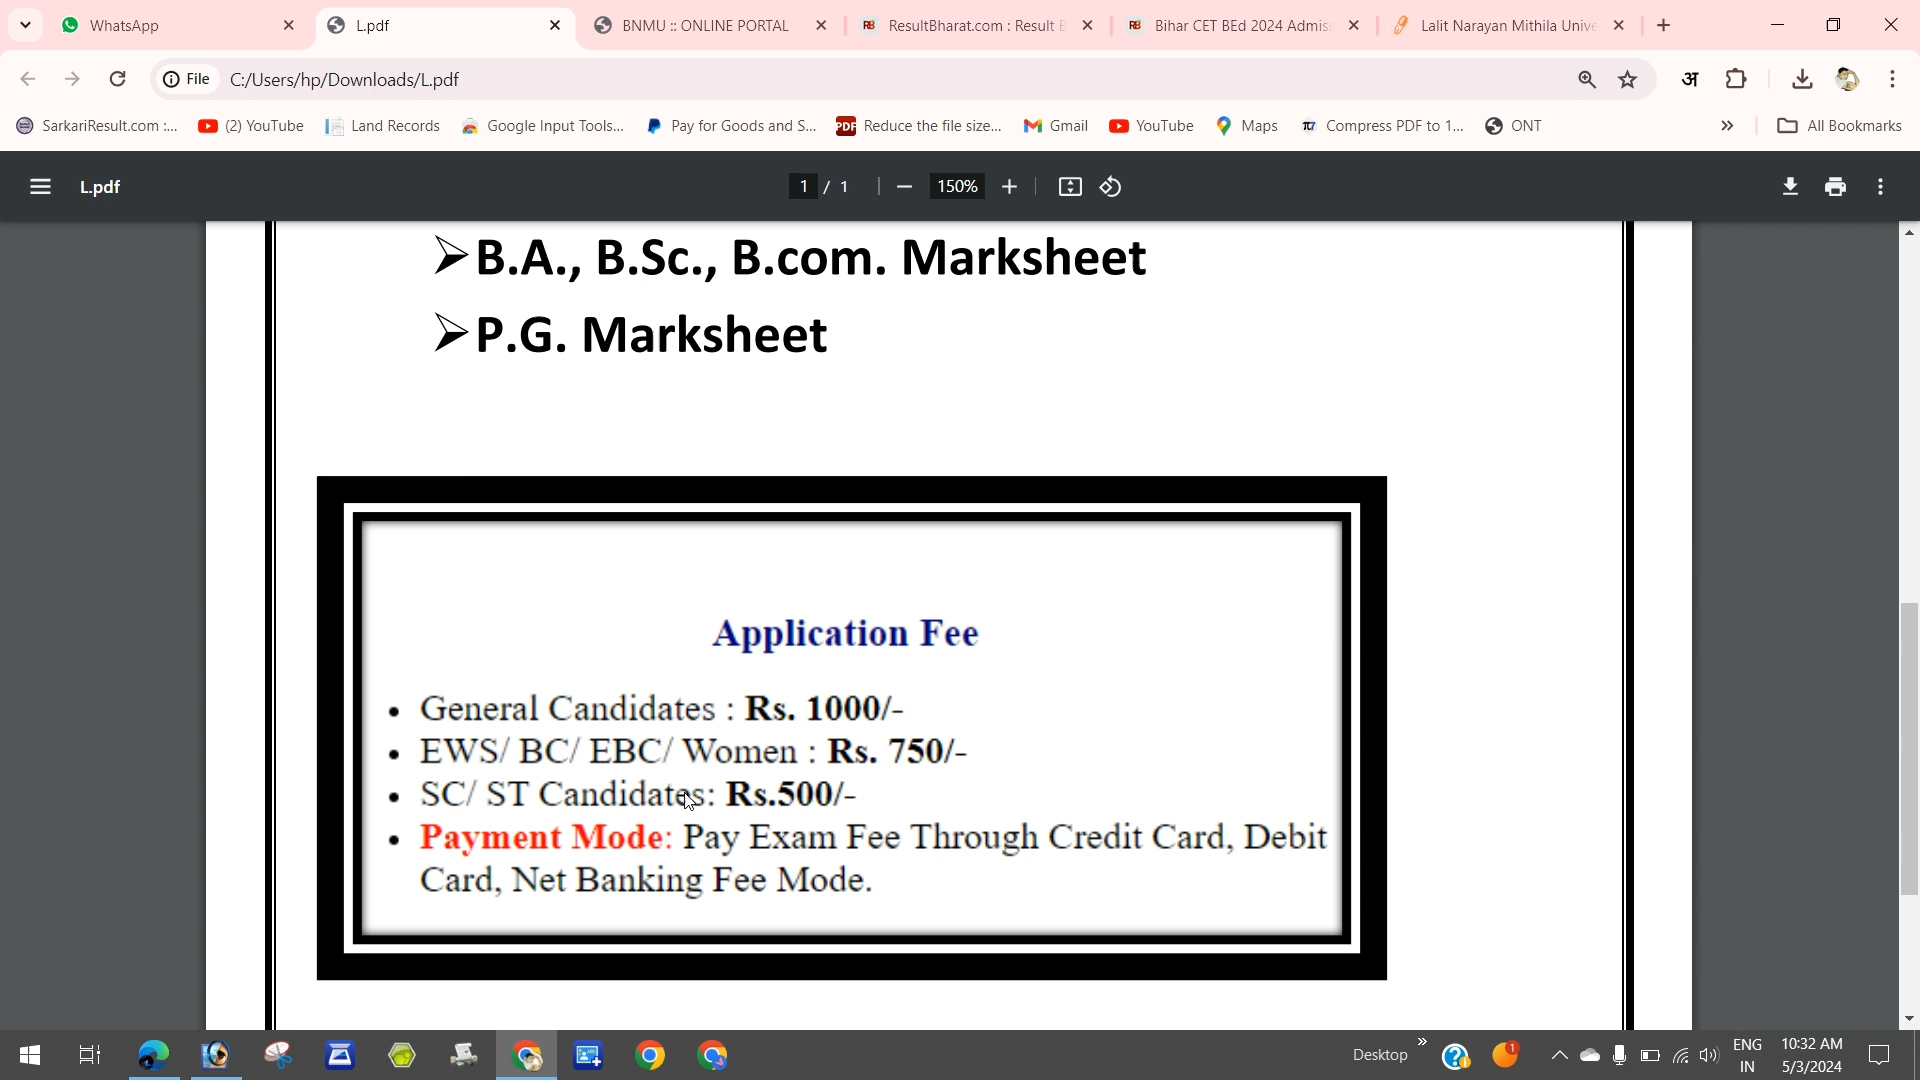 WhatsApp
L.pdf
BNMU :: ONLINE PORTAL
ResultBharat.com : Result
Bihar CET BEd 2024 Admis
Lalit Narayan Mithila Unive
File
C:/Users/hp/Downloads/L.pdf
अ
SarkariResult.com :...
(2) YouTube
Land Records
Google Input Tools...
Pay for Goods and S...
PDF
Reduce the file size...
Gmail
YouTube
Maps
Compress PDF to 1...
ONT
All Bookmarks
L.pdf
1 / 1
150%
B.A., B.Sc., B.com. Marksheet
P.G. Marksheet
Application Fee
General Candidates : Rs. 1000/-
EWS/ BC/ EBC/ Women : Rs. 750/-
SC/ ST Candidates: Rs.500/-
Payment Mode: Pay Exam Fee Through Credit Card, Debit
Card, Net Banking Fee Mode.
Desktop
1
ENG
IN
10:32 AM
5/3/2024